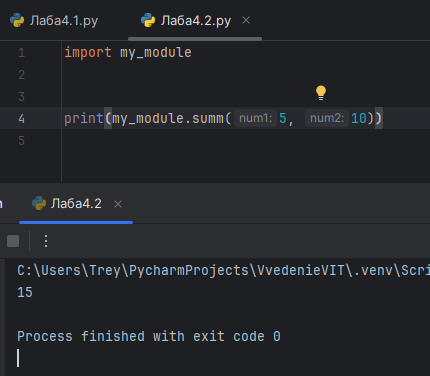 Лаба4.1.py
Лаба4.2.py ×
1 import my_module
2
3
4 print(my_module.summ( num1: 5, num2: 10))
5
Лаба4.2 ×
C:\Users\Trey\PycharmProjects\VvedenieVIT\.venv\Scri
15
Process finished with exit code 0